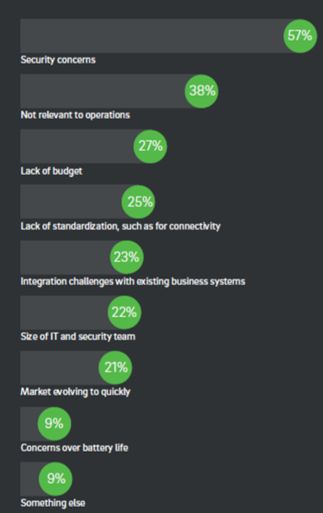 57%
Security concerns
38%
Not relevant to operations
27%
Lack of budget
25%
Lack of standardization, such as for connectivity
23%
Integration challenges with existing business systems
22%
Size of IT and security team
21%
Market evolving to quickly
9%
Concerns over battery life
9%
Something else